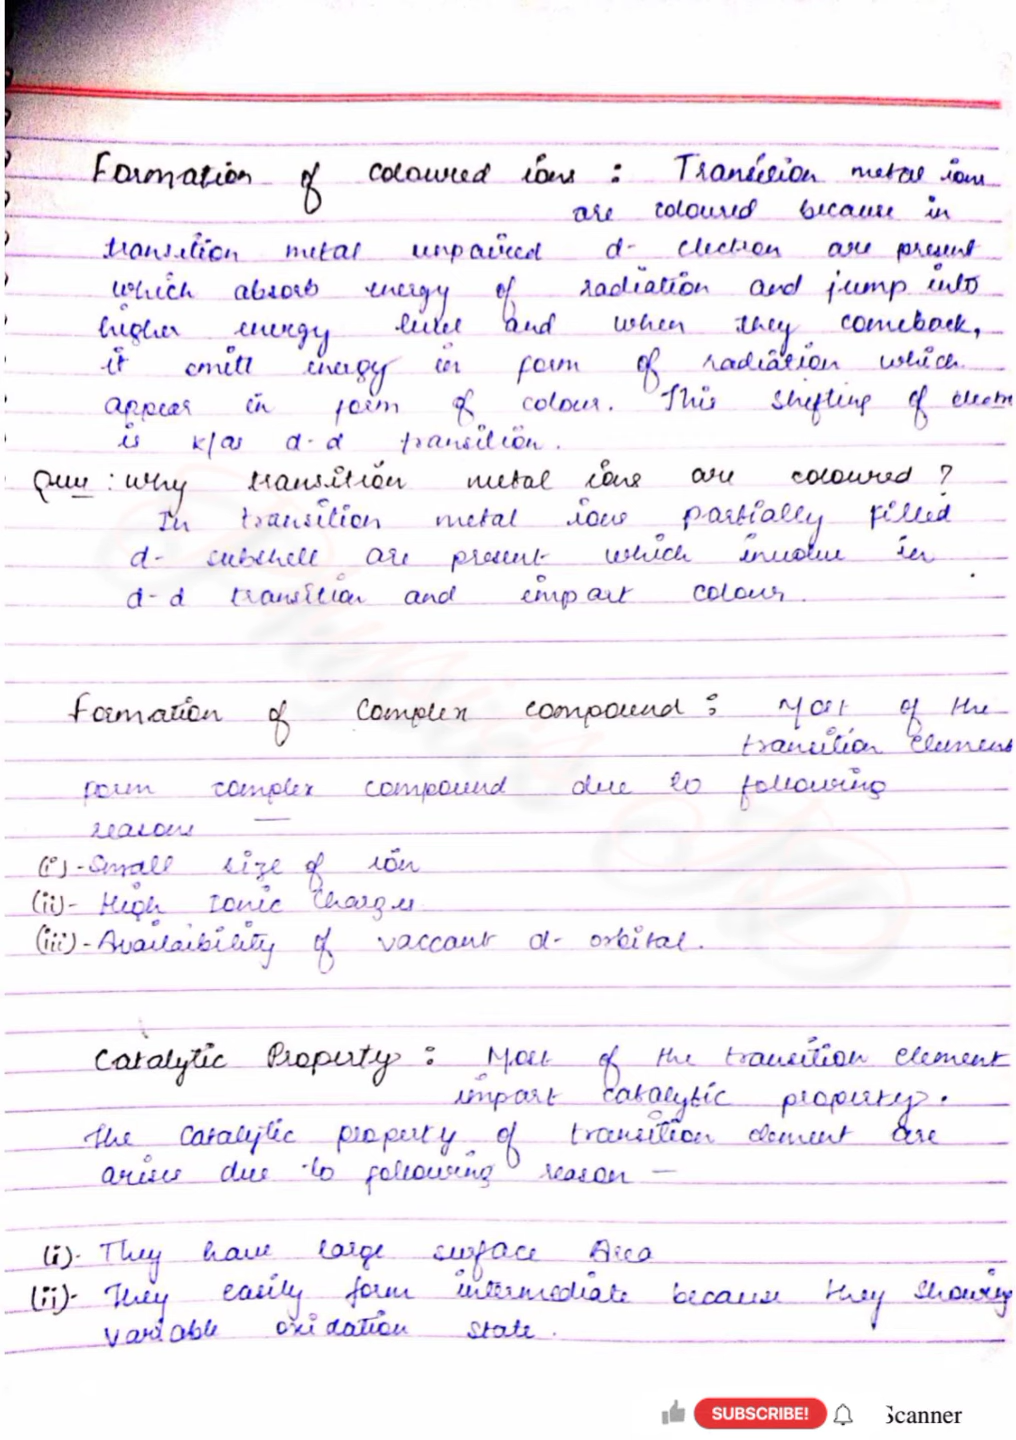 Formation of coloured ions : Transition metal ions
are coloured because in
transition metal unpaired d- electron are present
which absorb energy of radiation and jump into
higher energy level and when they comeback,
it emitt energy in form of radiation which
appear in form of colour. This shifting of electro
is k/as d-d transition.
Que : why transition metal ions are coloured ?
In transition metal ions partially filled
d- subshell are present which involve in
d-d transition and impart colour.
Formation of Complex compound : Most of the
transition element
form complex compound due to following
reasons —
(i)- Small size of ion
(ii)- High Ionic Charges
(iii)- Availaibility of vaccant d- orbital.
Catalytic Property : Most of the transition element
impart catalytic property.
The Catalytic property of transition element are
arises due to following reason —
(i)- They have large surface Area
(ii)- They easily form intermediate because they showing
variable oxidation state.
SUBSCRIBE! Scanner